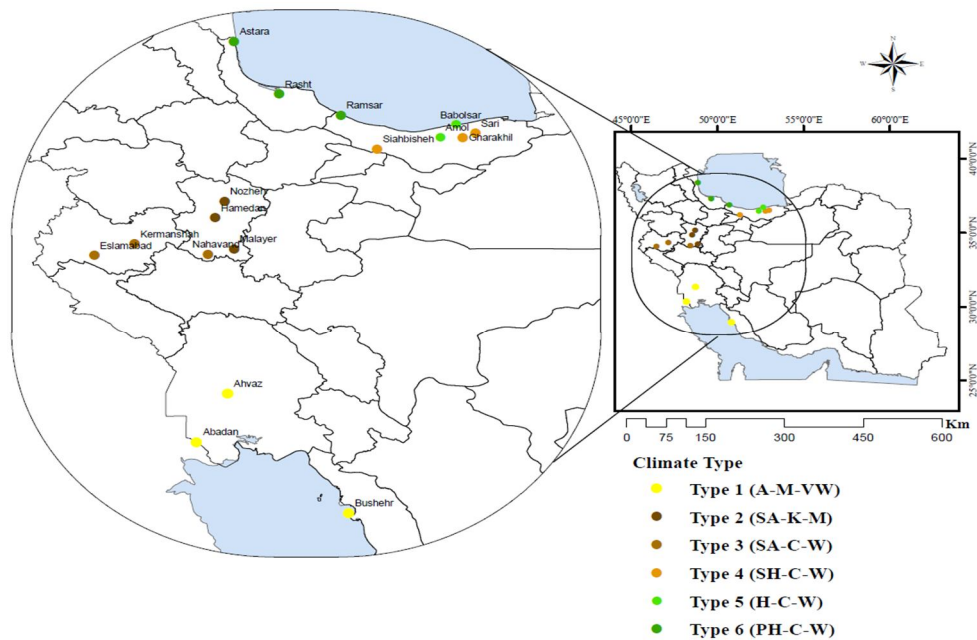 Astara
Rasht
Ramsar
Babolsar
Sari
Amol
Siahbisheh
Gharakhil
Nozheh
Hamedan
Kermanshah
Nahavand
Malayer
Eslamabad
Ahvaz
Abadan
Bushehr
N
W E
S
45°0'0"E 50°0'0"E 55°0'0"E 60°0'0"E
40°0'0"N
35°0'0"N
30°0'0"N
25°0'0"N
Km
0 75 150 300 450 600
Climate Type
Type 1 (A-M-VW)
Type 2 (SA-K-M)
Type 3 (SA-C-W)
Type 4 (SH-C-W)
Type 5 (H-C-W)
Type 6 (PH-C-W)